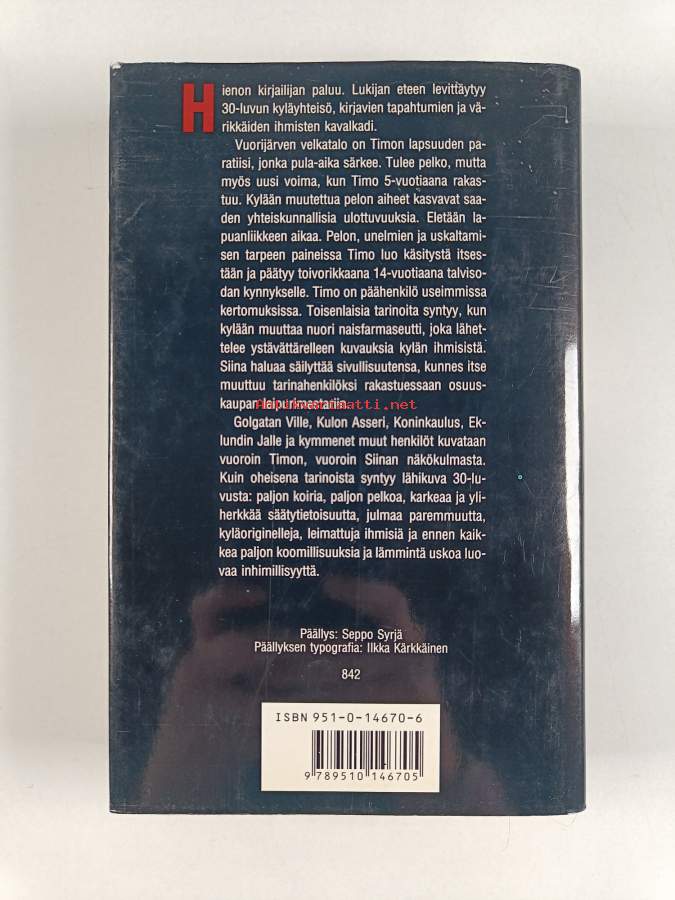 Hienon kirjailijan paluu. Lukijan eteen levittäytyy
30-luvun kyläyhteisö, kirjavien tapahtumien ja vä-
rikkäiden ihmisten kavalkadi.
Vuorijärven velkatalo on Timon lapsuuden pa-
ratiisi, jonka pula-aika särkee. Tulee pelko, mutta
myös uusi voima, kun Timo 5-vuotiaana rakas-
tuu. Kylään muutettua pelon aiheet kasvavat saa-
den yhteiskunnallisia ulottuvuuksia. Eletään la-
puanliikkeen aikaa. Pelon, unelmien ja uskaltami-
sen tarpeen paineissa Timo luo käsitystä itses-
tään ja päätyy toivorikkaana 14-vuotiaana talviso-
dan kynnykselle. Timo on päähenkilö useimmissa
kertomuksissa. Toisenlaisia tarinoita syntyy, kun
kylään muuttaa nuori naisfarmaseutti, joka lähet-
telee ystävättärelleen kuvauksia kylän ihmisistä.
Siina haluaa säilyttää sivullisuutensa, kunnes itse
muuttuu tarinahenkilöksi rakastuessaan osuus-
kaupan leipurimestariin.
Antikvariaatti.net
Golgatan Ville, Kulon Asseri, Koninkaulus, Ek-
lundin Jalle ja kymmenet muut henkilöt kuvataan
vuoroin Timon, vuoroin Siinan näkökulmasta.
Kuin oheisena tarinoista syntyy lähikuva 30-lu-
vusta: paljon koiria, paljon pelkoa, karkeaa ja yli-
herkkää säätytietoisuutta, julmaa paremmuutta,
kyläoriginelleja, leimattuja ihmisiä ja ennen kaik-
kea paljon koomillisuuksia ja lämmintä uskoa luo-
vaa inhimillisyyttä.
Päällys: Seppo Syrjä
Päällyksen typografia: Ilkka Kärkkäinen
842
ISBN 951-0-14670-6
9 789510 146705